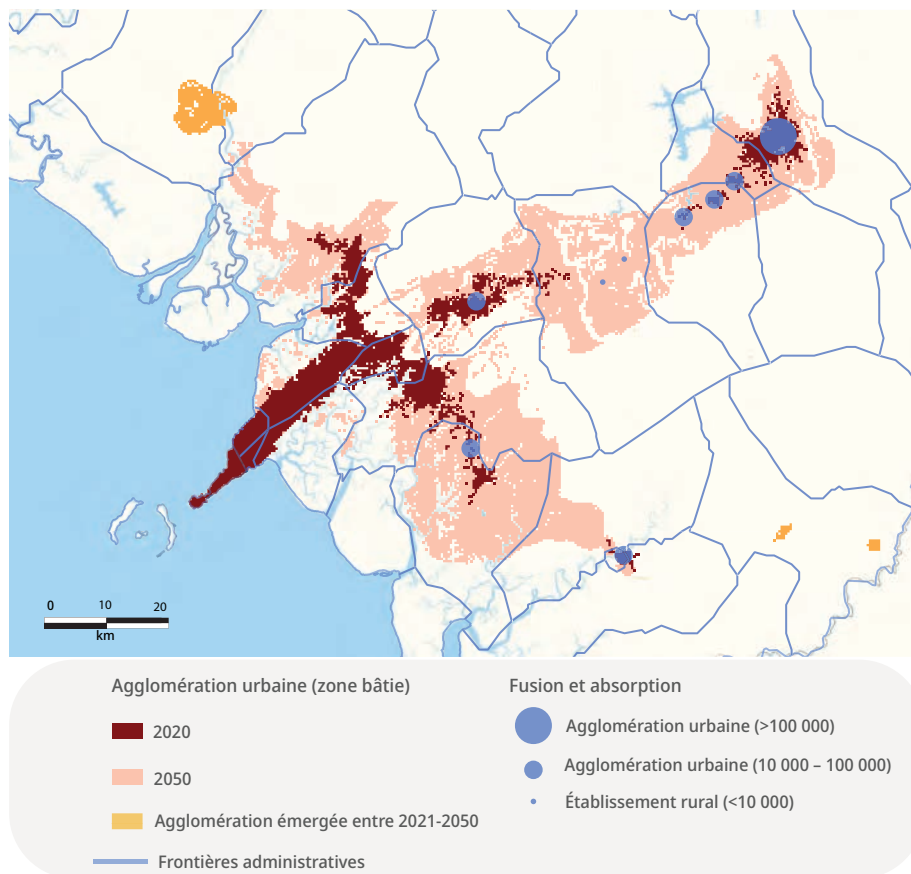 0 10 20
km
Agglomération urbaine (zone bâtie)
2020
2050
Agglomération émergée entre 2021-2050
Frontières administratives
Fusion et absorption
Agglomération urbaine (>100 000)
Agglomération urbaine (10 000 – 100 000)
Établissement rural (<10 000)